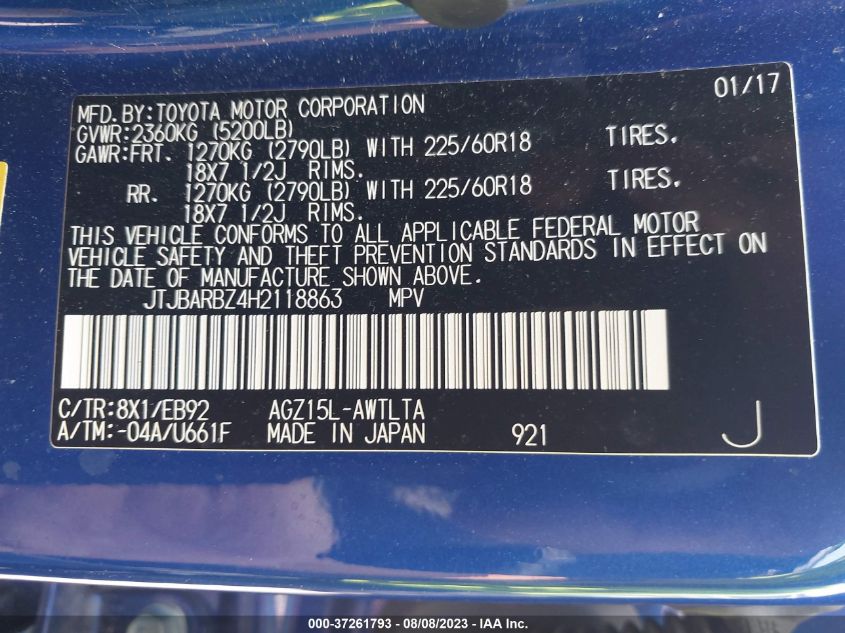 01/17
MFD.BY:TOYOTA MOTOR CORPORATION
GVWR:2360KG (5200LB)
GAWR:FRT. 1270KG (2790LB) WITH 225/60R18 TIRES.
18X7 1/2J RIMS.
RR. 1270KG (2790LB) WITH 225/60R18 TIRES.
18X7 1/2J RIMS.
THIS VEHICLE CONFORMS TO ALL APPLICABLE FEDERAL MOTOR
VEHICLE SAFETY AND THEFT PREVENTION STANDARDS IN EFFECT ON
THE DATE OF MANUFACTURE SHOWN ABOVE.
JTJBARBZ4H2118863 MPV
C/TR:8X1/EB92 AGZ15L-AWTLTA
A/TM:-04A/U661F MADE IN JAPAN 921 J
000-37261793 - 08/08/2023 - IAA Inc.